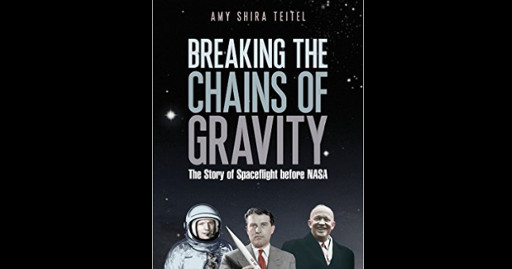 AMY SHIRA TEITEL
BREAKING THE
CHAINS OF
GRAVITY
The Story of Spaceflight before NASA